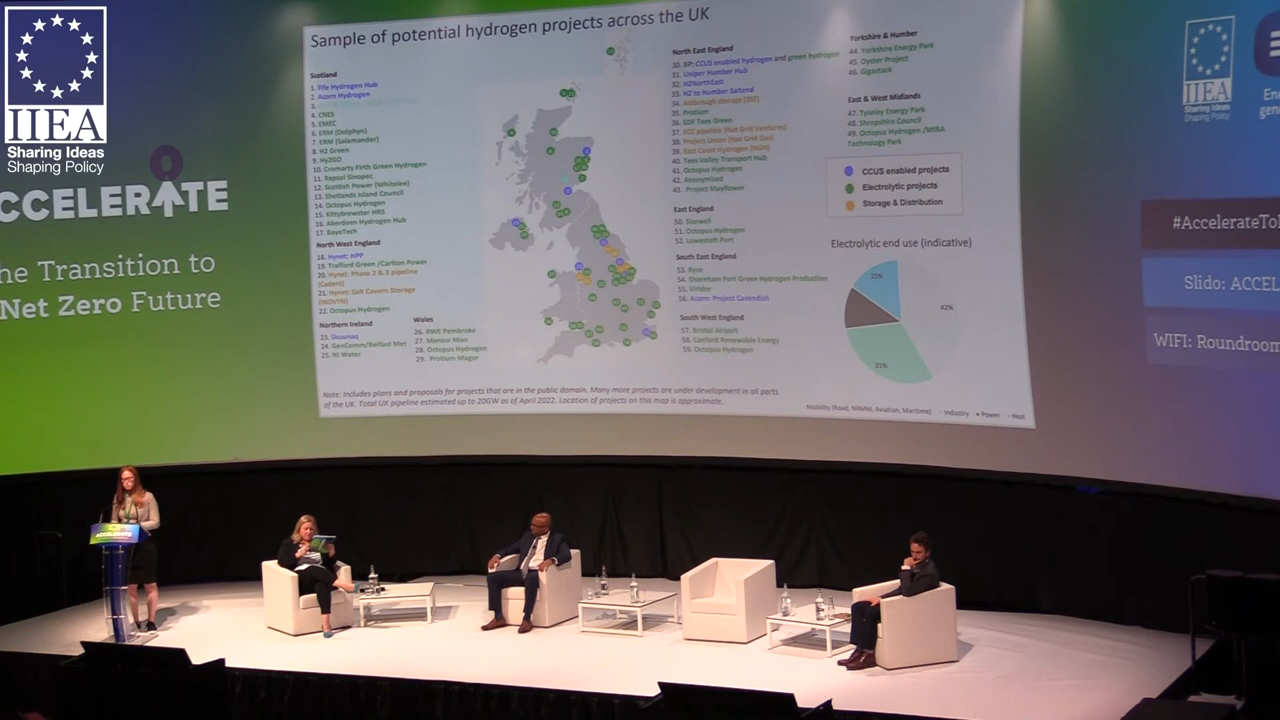 IIEA
Sharing Ideas
Shaping Policy
CCELERATE
he Transition to
Net Zero Future
Sample of potential hydrogen projects across the UK
Scotland
1. Fife Hydrogen Hub
2. Acorn Hydrogen
3.
4. CNES
5. EMEC
6. ERM (Dolphyn)
7. ERM (Salamander)
8. H2 Green
9. Hy2GO
10. Cromarty Firth Green Hydrogen
11. Repsol Sinopec
12. Scottish Power (Whitelee)
13. Shetlands Island Council
14. Octopus Hydrogen
15. Kittybrewster HRS
16. Aberdeen Hydrogen Hub
17. BayoTech
North West England
18. Hynet: HPP
19. Trafford Green /Carlton Power
20. Hynet: Phase 2 & 3 pipeline
(Cadent)
21. Hynet: Salt Cavern Storage
(INOVYN)
22. Octopus Hydrogen
Northern Ireland
23.
24. GenComm/Belfast Met
25. NI Water
Wales
26. RWE Pembroke
27. Mentor Mon
28. Octopus Hydrogen
29. Protium Magor
North East England
30. BP: CCUS enabled hydrogen and green hydrogen
31. Uniper Humber Hub
32. H2NorthEast
33. H2 to Humber Saltend
34. Aldbrough storage (SSE)
35. Protium
36. EDF Tees Green
37. ECC pipeline (Nat Grid Ventures)
38. Project Union (Nat Grid Gas)
39. East Coast Hydrogen (NGN)
40. Tees Valley Transport Hub
41. Octopus Hydrogen
42. Anonymized
43. Project Mayflower
East England
50. Sizewell
51. Octopus Hydrogen
52. Lowestoft Port
South East England
53. Ryze
54. Shoreham Port Green Hydrogen Production
55. Viridor
56. Acorn: Project Cavendish
South West England
57. Bristol Airport
58. Canford Renewable Energy
59. Octopus Hydrogen
Yorkshire & Humber
44. Yorkshire Energy Park
45. Oyster Project
46. Gigastack
East & West Midlands
47. Tyseley Energy Park
48. Shropshire Council
49. Octopus Hydrogen /MIRA
Technology Park
CCUS enabled projects
Electrolytic projects
Storage & Distribution
Electrolytic end use (indicative)
42%
31%
Mobility (Road, NRMM, Aviation, Maritime) Industry Power Heat
Note: Includes plans and proposals for projects that are in the public domain. Many more projects are under development in all parts
of the UK. Total UK pipeline estimated up to 20GW as of April 2022. Location of projects on this map is approximate.
IIEA
Sharing Ideas
Shaping Policy
En
gen
#AccelerateTo
Slido: ACCEL
WIFI: Roundroom
ACCELERATE